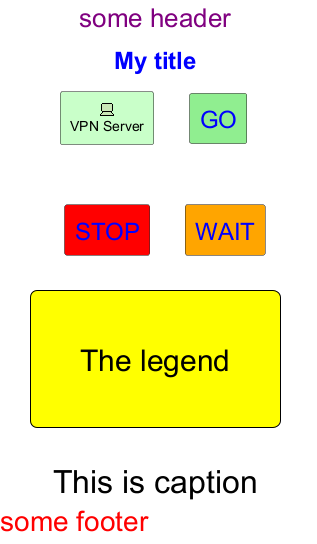 some header
My title
VPN Server
GO
STOP
WAIT
The legend
This is caption
some footer